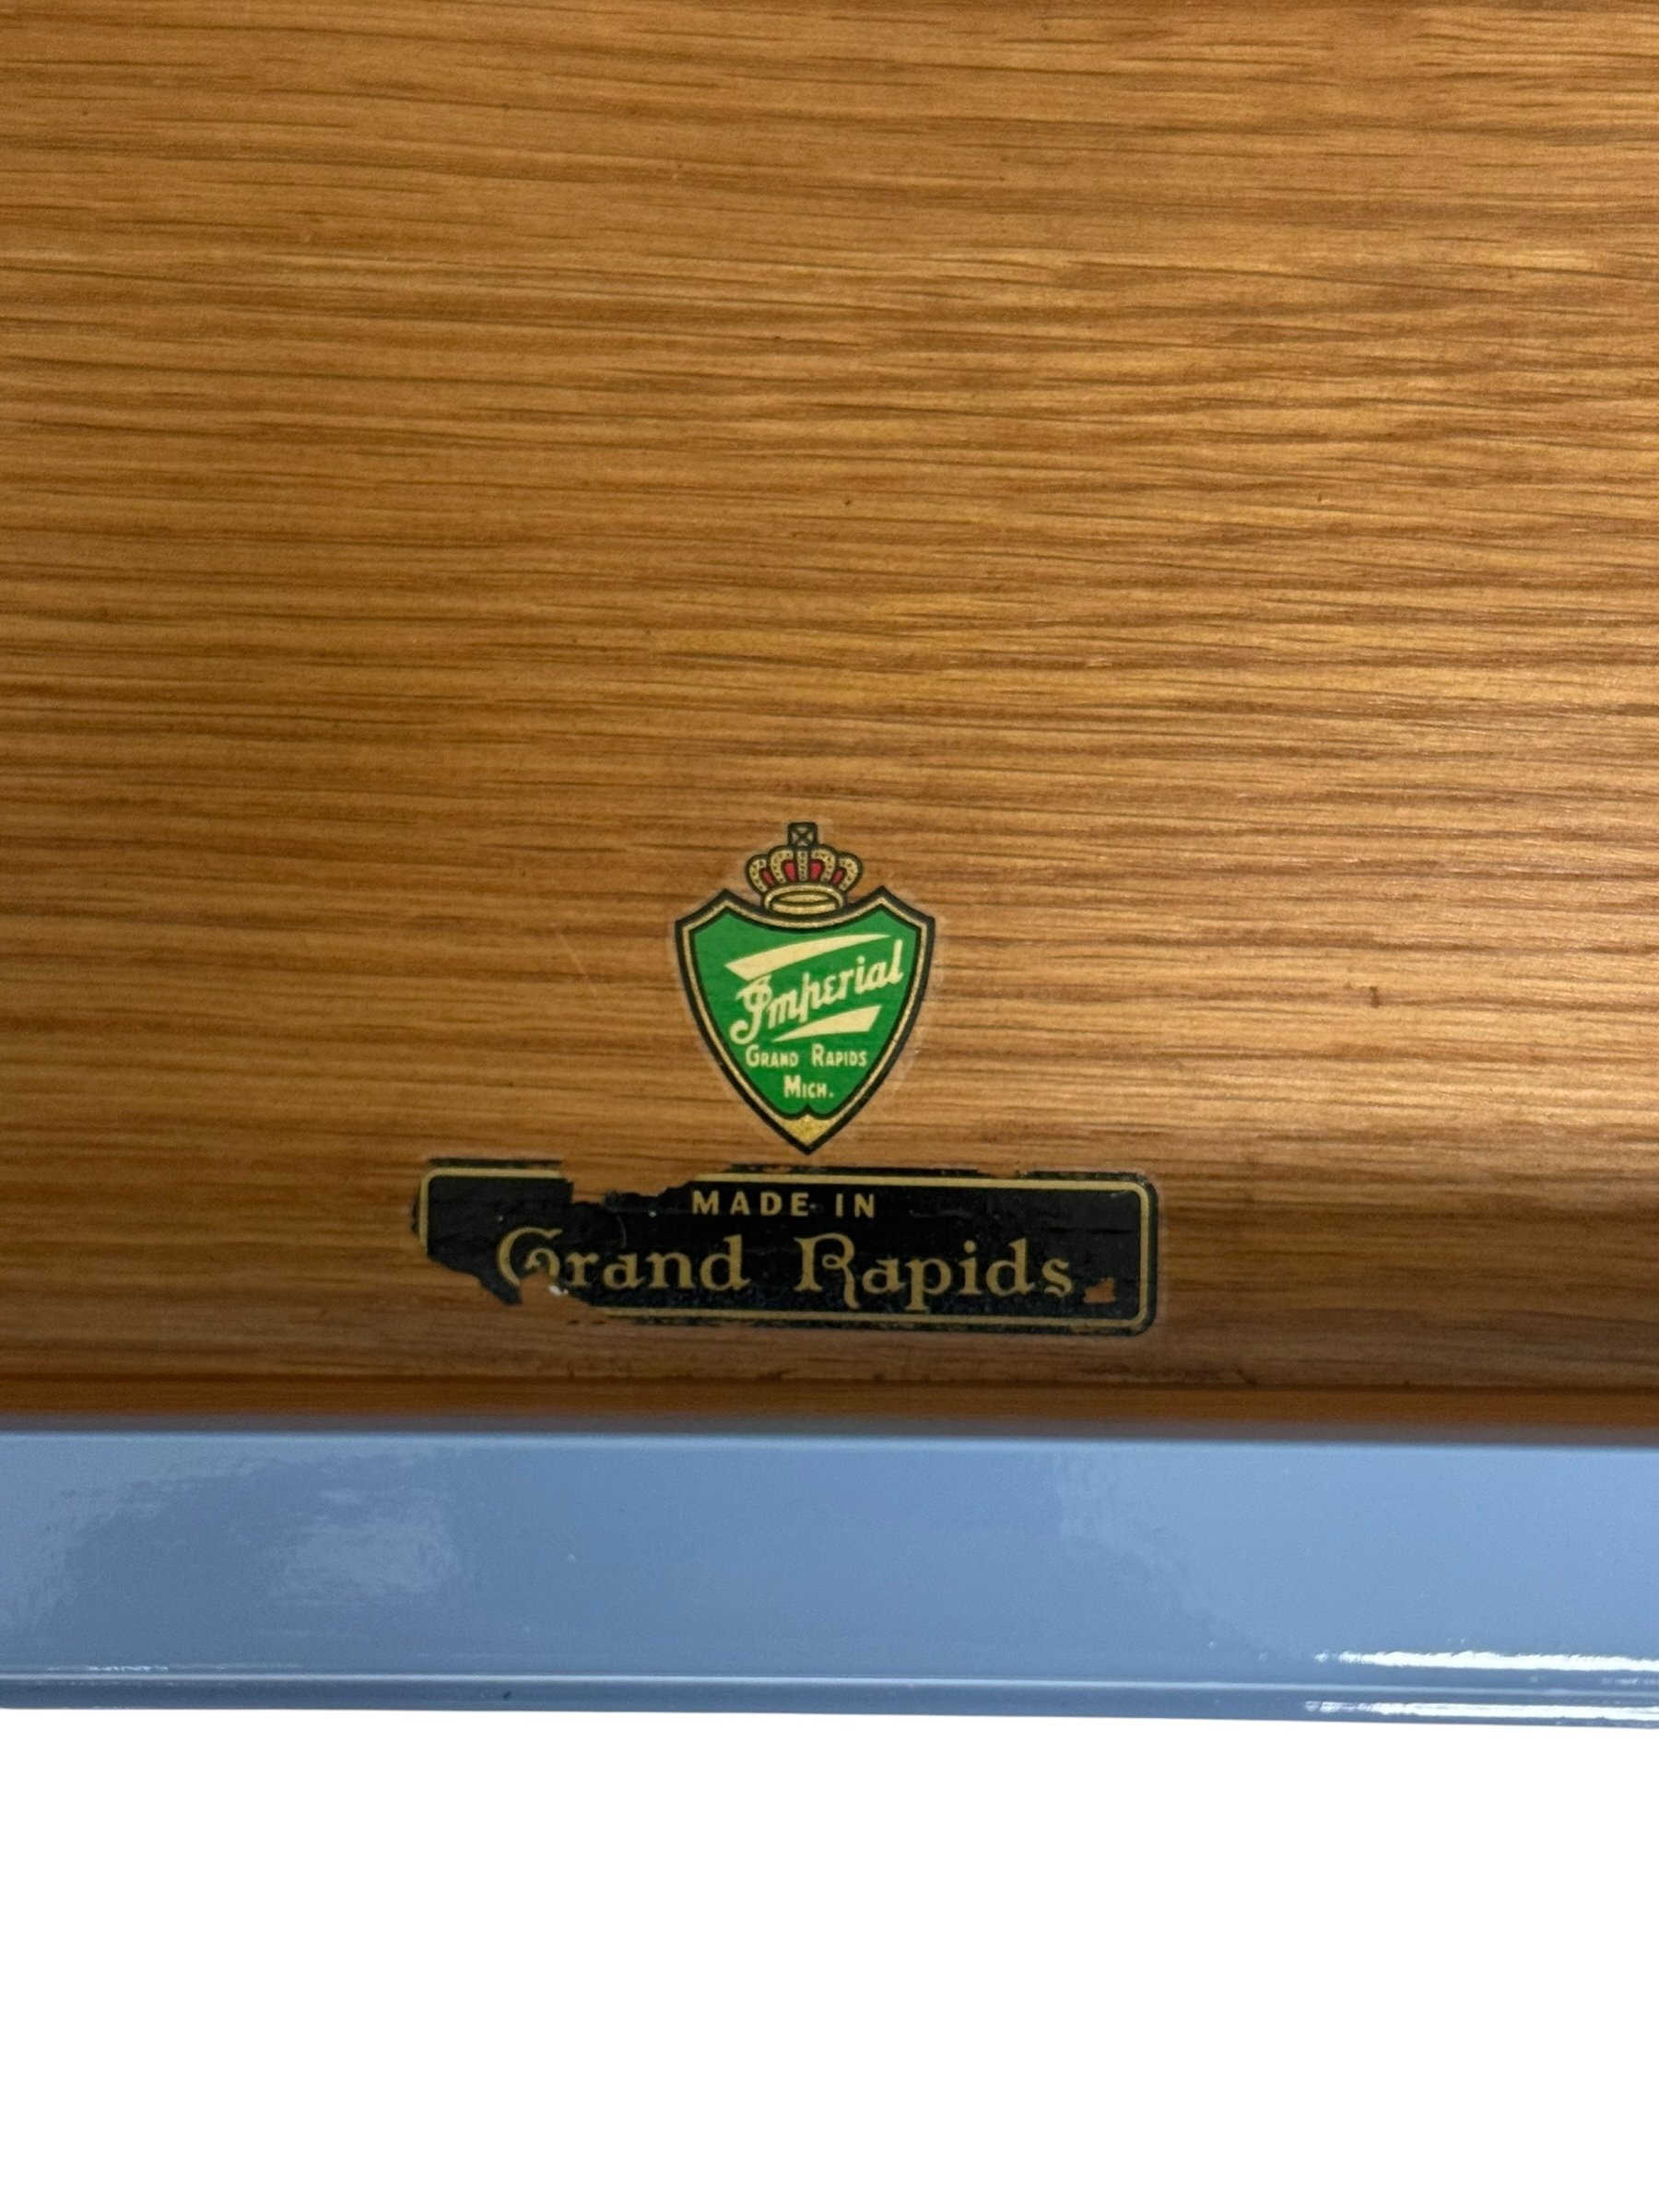 Imperial
GRAND RAPIDS
MICH.
MADE IN
Grand Rapids